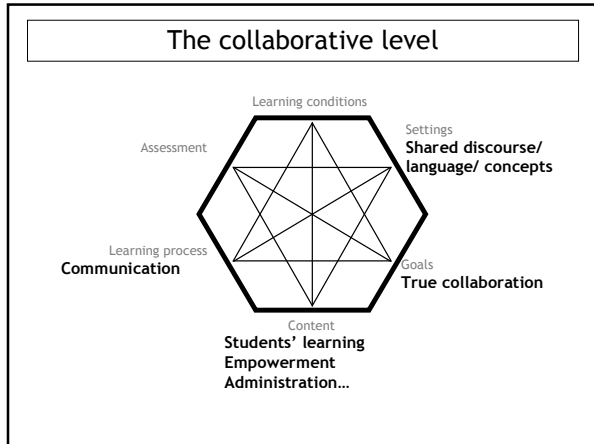 The collaborative level
Learning conditions
Settings
Shared discourse/
language/ concepts
Assessment
Learning process
Communication
Goals
True collaboration
Content
Students’ learning
Empowerment
Administration…